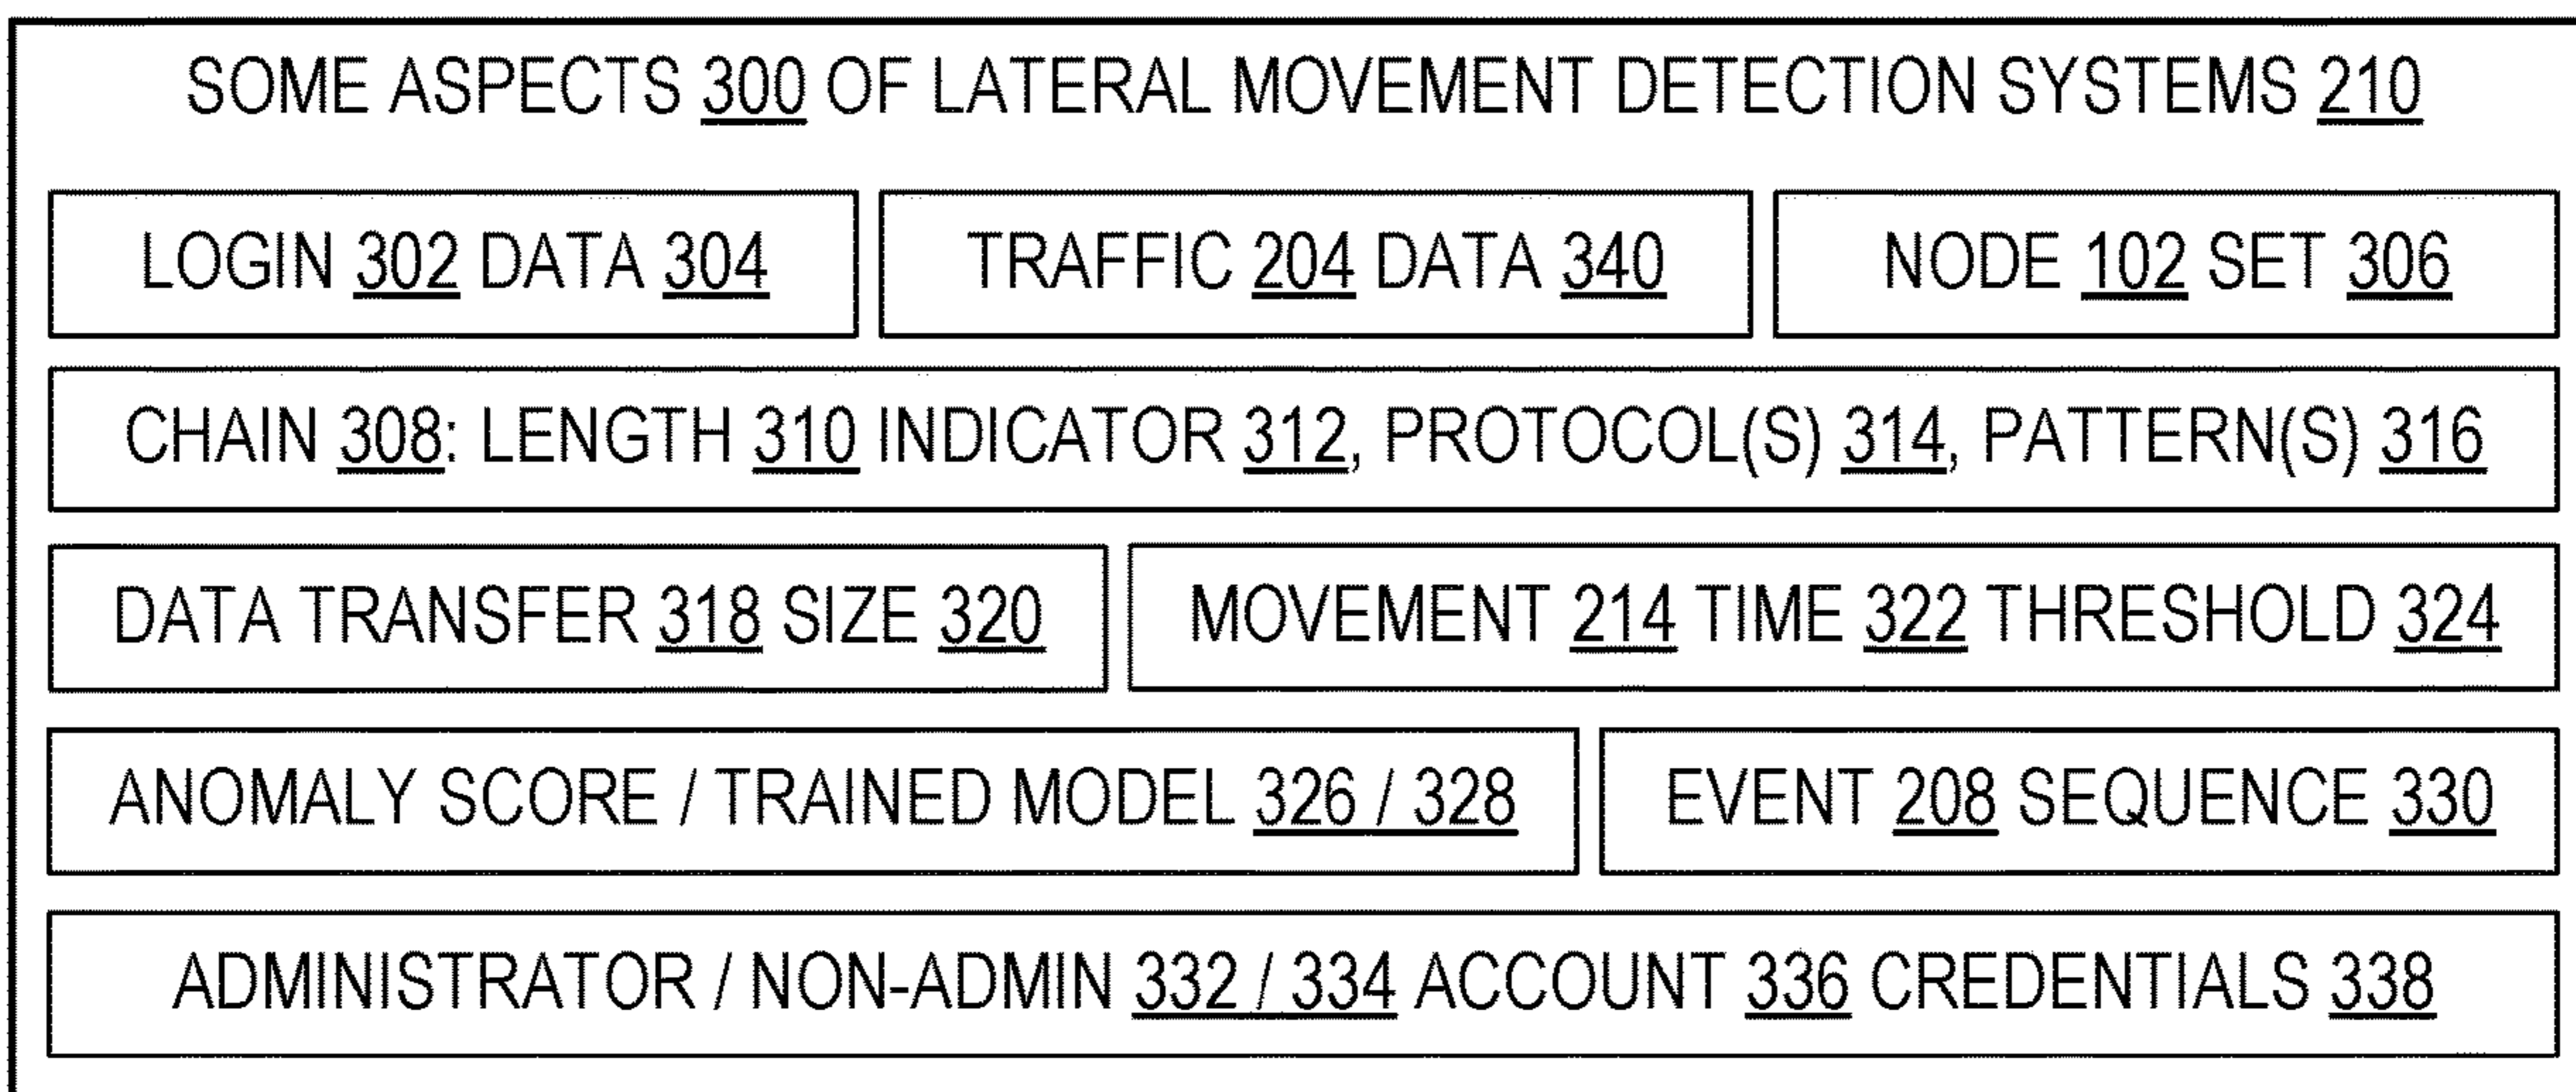 SOME ASPECTS 300 OF LATERAL MOVEMENT DETECTION SYSTEMS 210
LOGIN 302 DATA 304
TRAFFIC 204 DATA 340
NODE 102 SET 306
CHAIN 308: LENGTH 310 INDICATOR 312, PROTOCOL(S) 314, PATTERN(S) 316
DATA TRANSFER 318 SIZE 320
MOVEMENT 214 TIME 322 THRESHOLD 324
ANOMALY SCORE / TRAINED MODEL 326 / 328
EVENT 208 SEQUENCE 330
ADMINISTRATOR / NON-ADMIN 332 / 334 ACCOUNT 336 CREDENTIALS 338